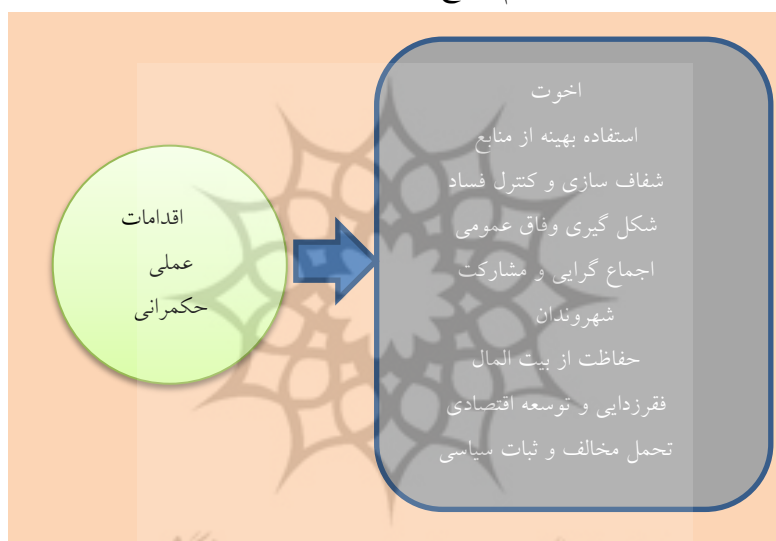 اقدامات
عملی
حکمرانی
اخوت
استفاده بهینه از منابع
شفاف سازی و کنترل فساد
شکل گیری وفاق عمومی
اجماع گرایی و مشارکت
شهروندان
حفاظت از بیت المال
فقرزدایی و توسعه اقتصادی
تحمل مخالف و ثبات سیاسی